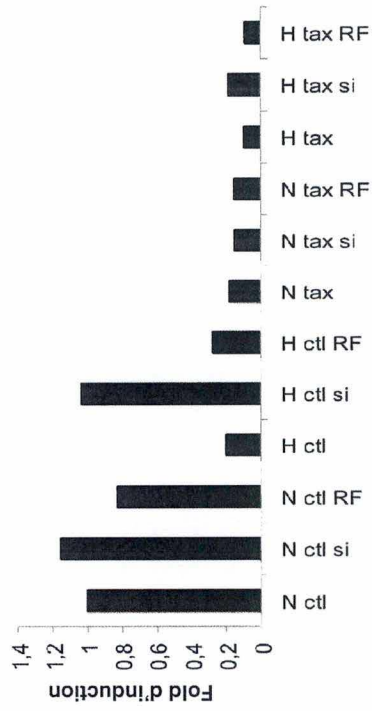 Fold d'induction
1,4
1,2
1
0,8
0,6
0,4
0,2
0
N ctl
N ctl si
N ctl RF
H ctl
H ctl si
H ctl RF
N tax
N tax si
N tax RF
H tax
H tax si
H tax RF